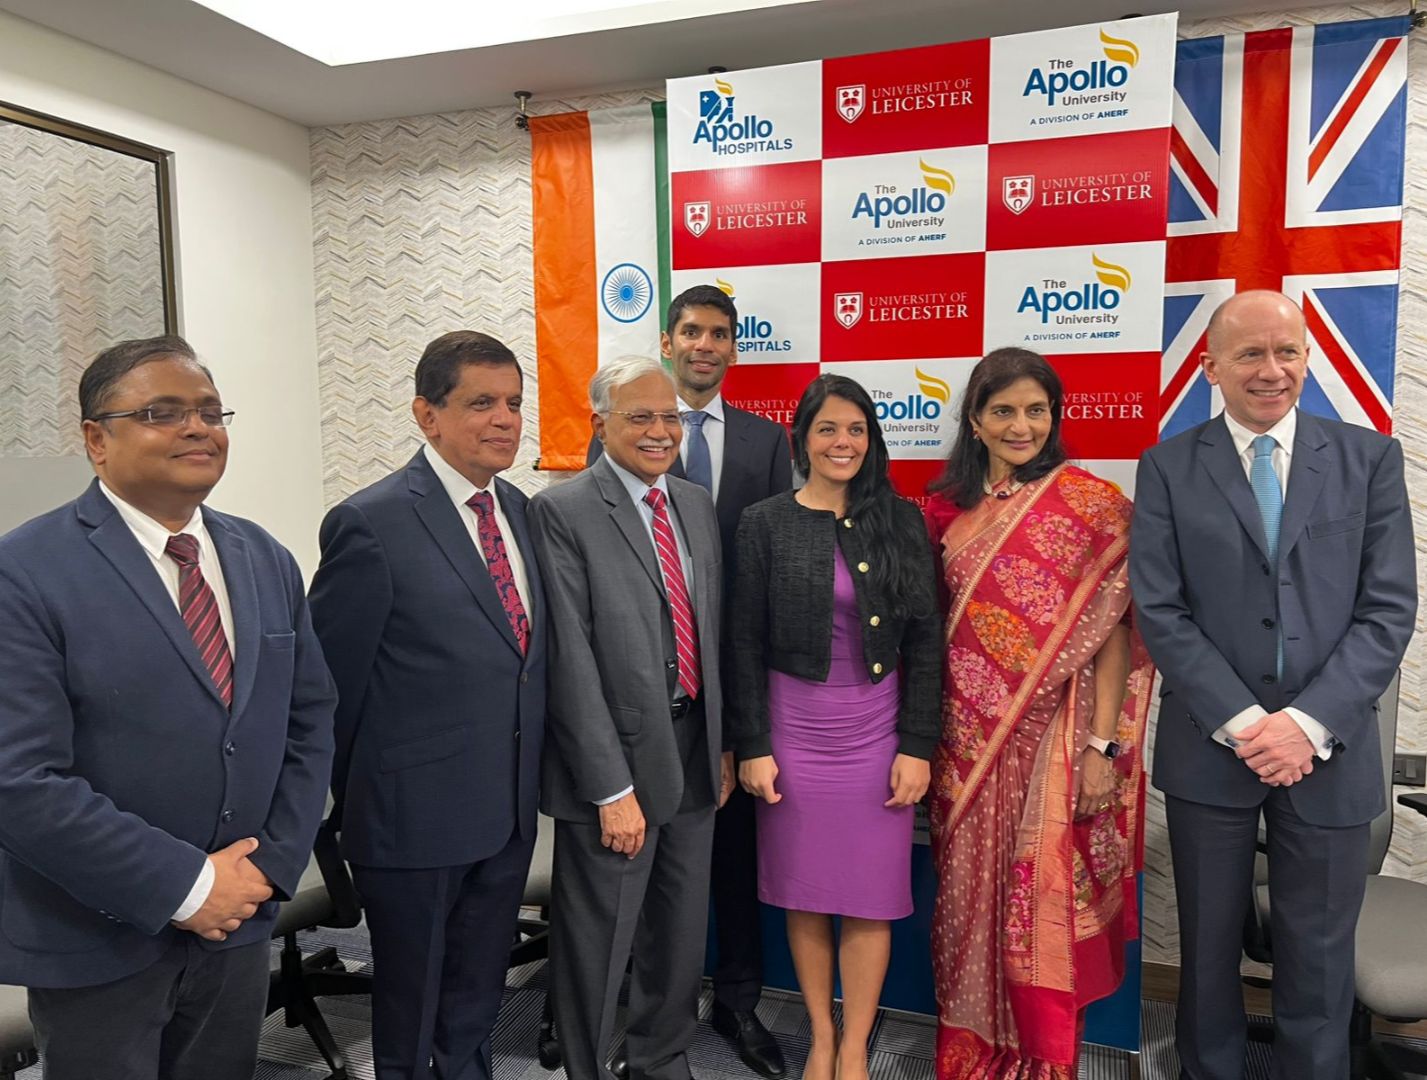 Apollo
HOSPITALS
UNIVERSITY OF
LEICESTER
The
Apollo
University
A DIVISION OF AHERF
UNIVERSITY OF
LEICESTER
The
Apollo
University
A DIVISION OF AHERF
UNIVERSITY OF
LEICESTER
HOSPITALS
UNIVERSITY OF
LEICESTER
The
Apollo
University
A DIVISION OF AHERF
The
University
A DIVISION OF AHERF